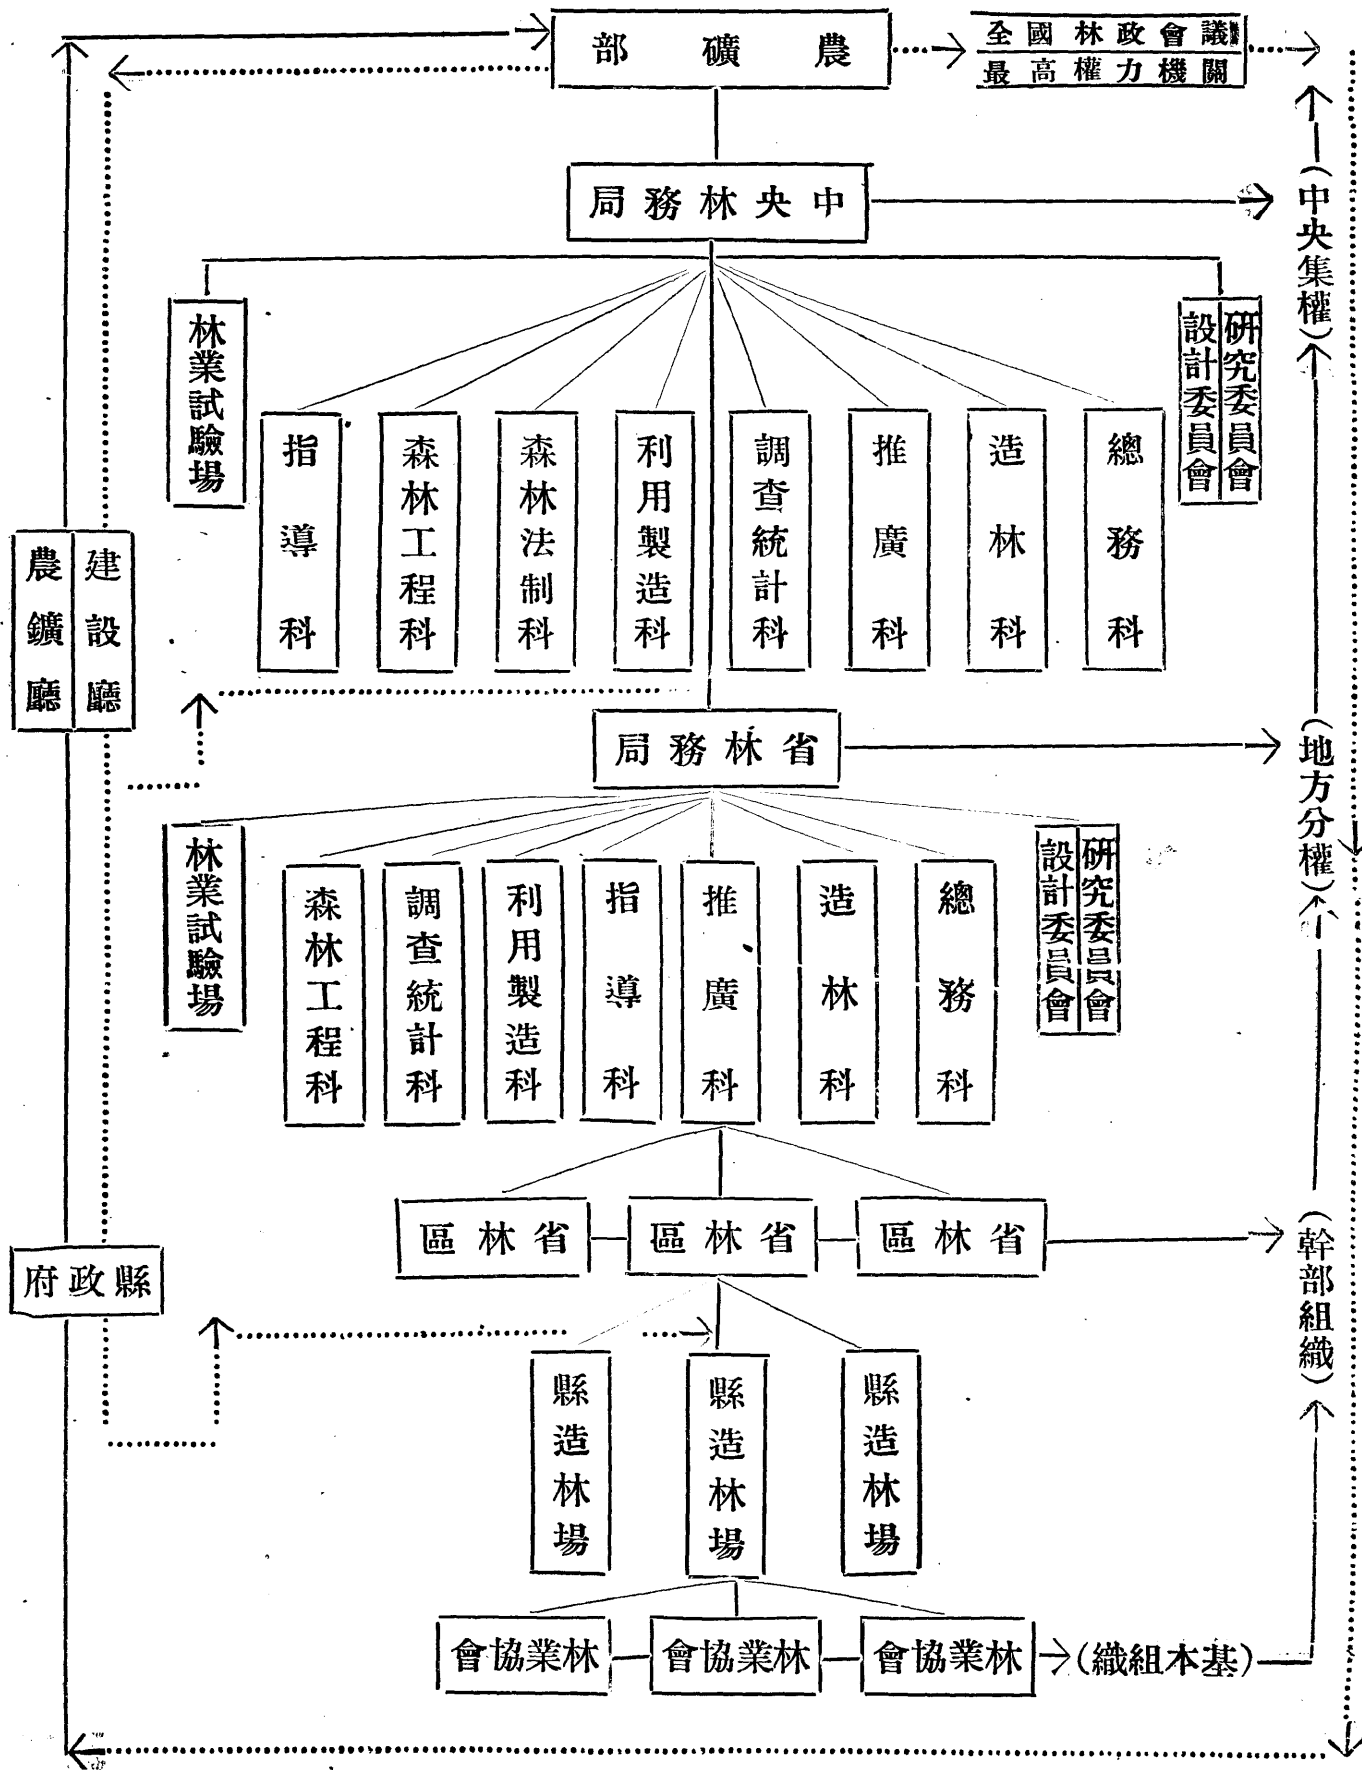 農礦部
全國林政會議
最高權力機關
中央林務局
(中央集權)
研究委員會
設計委員會
林業試驗場
總務科
造林科
推廣科
調查統計科
利用製造科
森林法制科
森林工程科
指導科
建設廳
農鑛廳
省林務局
(地方分權)
研究委員會
設計委員會
林業試驗場
總務科
造林科
推廣科
指導科
利用製造科
調查統計科
森林工程科
省林區
省林區
省林區
(幹部組織)
縣政府
縣造林場
縣造林場
縣造林場
(基本組織)
林業協會
林業協會
林業協會